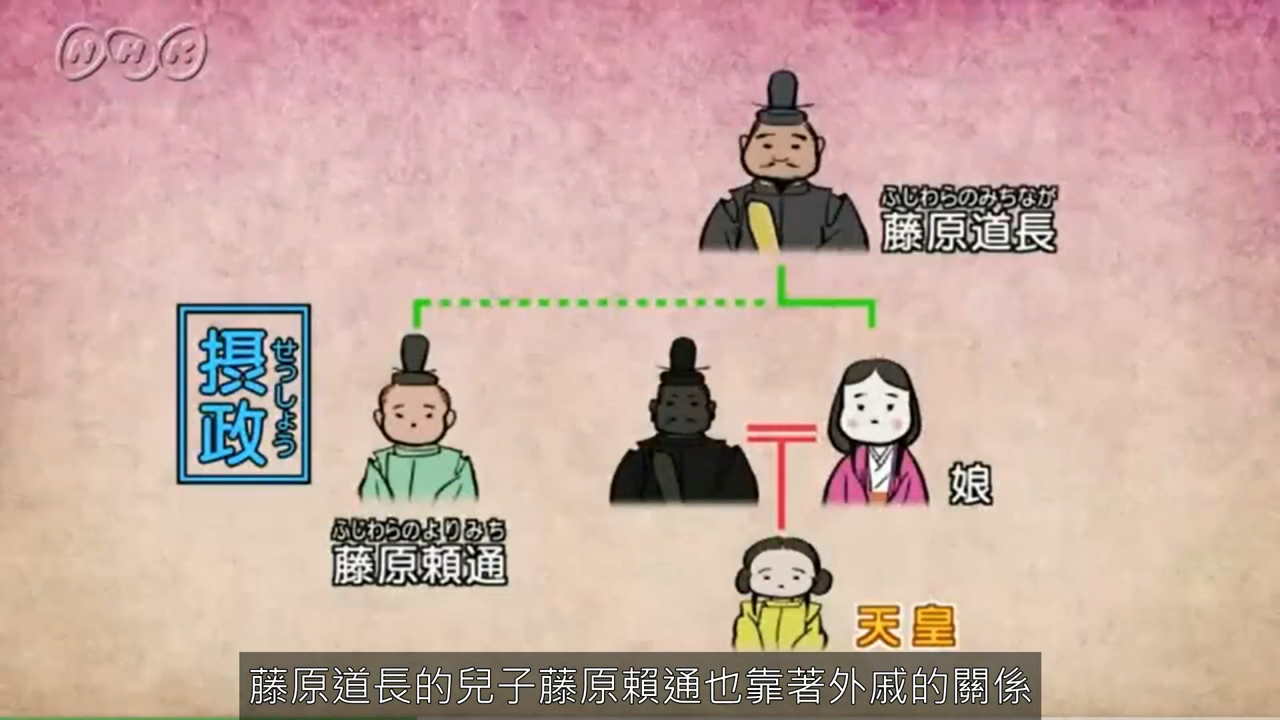 NHK
ふじわらのみちなが
藤原道長
摂政
せっしょう
ふじわらのよりみち
藤原頼通
娘
天皇
藤原道長的兒子藤原賴通也靠著外戚的關係